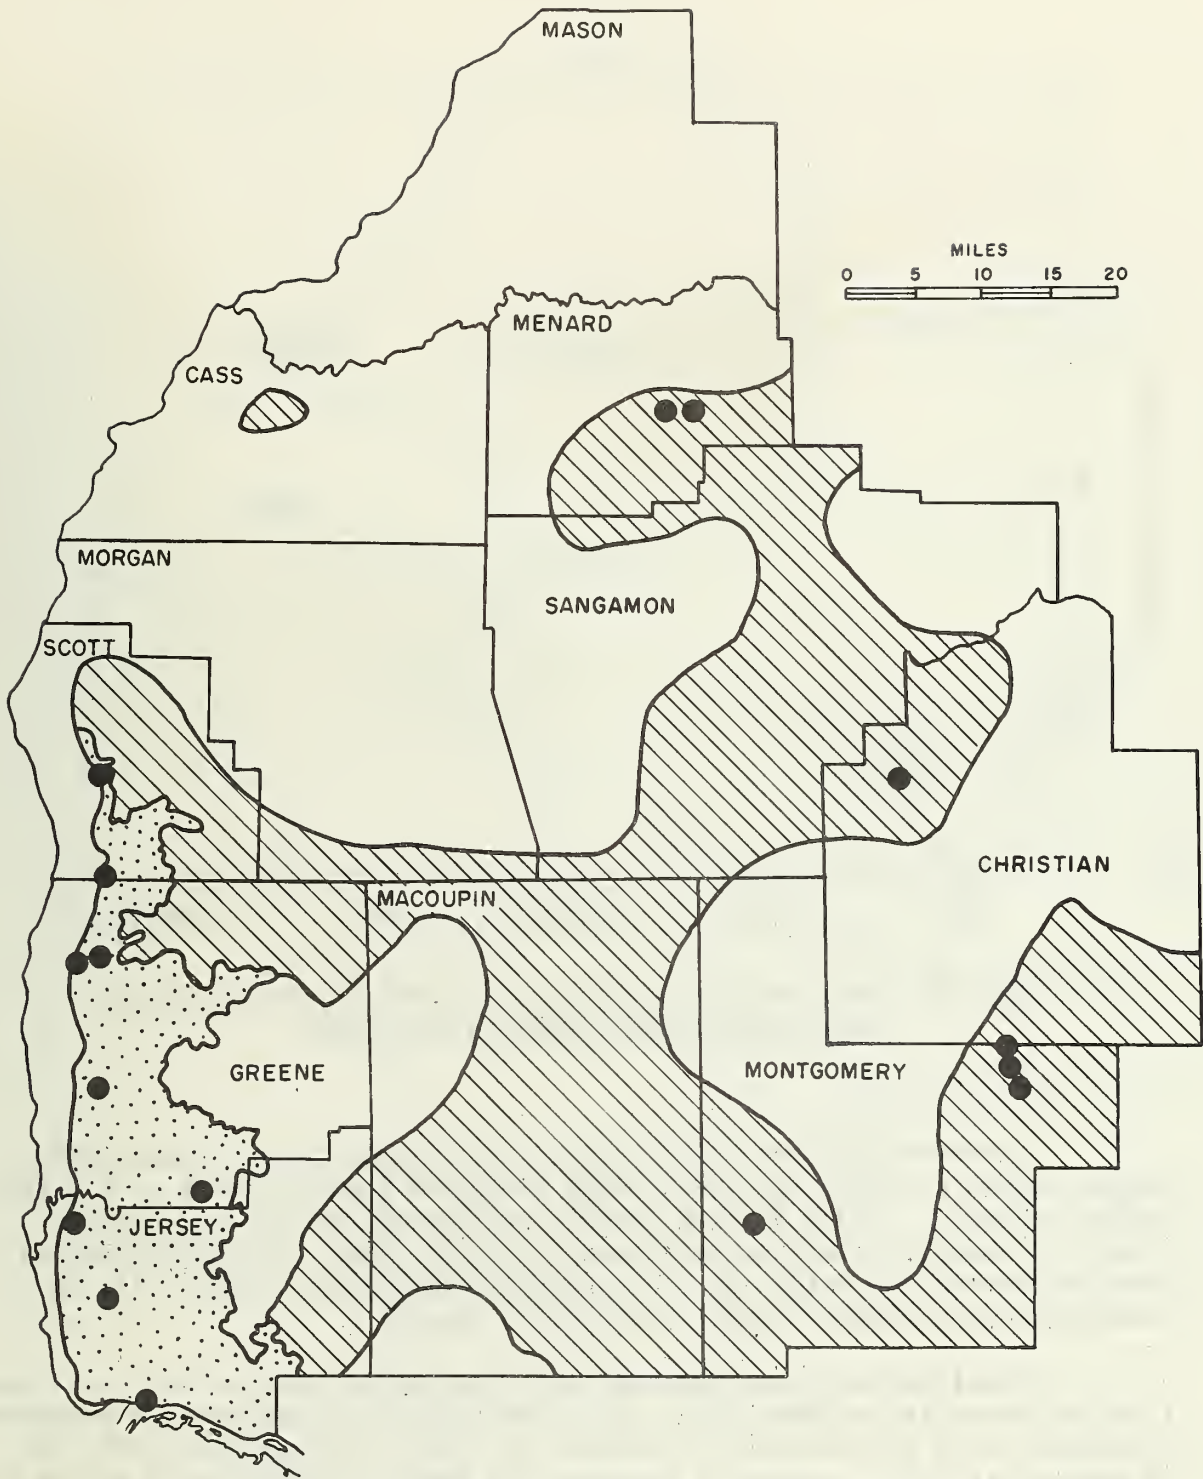 MASON
MILES
0 5 10 15 20
MENARD
CASS
MORGAN
SANGAMON
SCOTT
CHRISTIAN
MACOUPIN
GREENE
MONTGOMERY
JERSEY